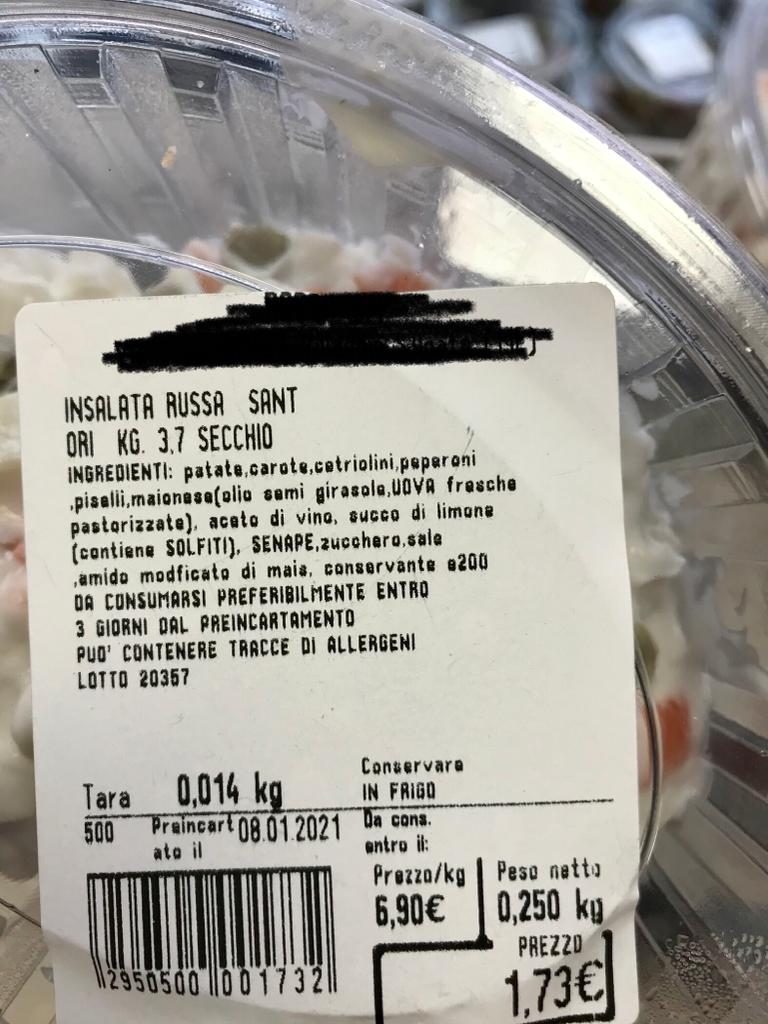 INSALATA RUSSA SANT
ORI KG. 3,7 SECCHIO
INGREDIENTI: patate,carote,cetriolini,peperoni
,piselii,maionese(olio semi girasole,UOVA fresche
pastorizzate), aceto di vino, succo di limone
(contiene SOLFITI), SENAPE,zucchero,sale
,amido modficato di mais, conservante e200
DA CONSUMARSI PREFERIBILMENTE ENTRO
3 GIORNI DAL PREINCARTAMENTO
PUO' CONTENERE TRACCE DI ALLERGENI
LOTTO 20357
Tara 0,014 kg
Conservare
IN FRIGO
500 Preincart 08.01.2021
ato il
Da cons.
entro il:
Prezzo/kg
6,90€
Peso netto
0,250 kg
PREZZO
1,73€
2950500 001732